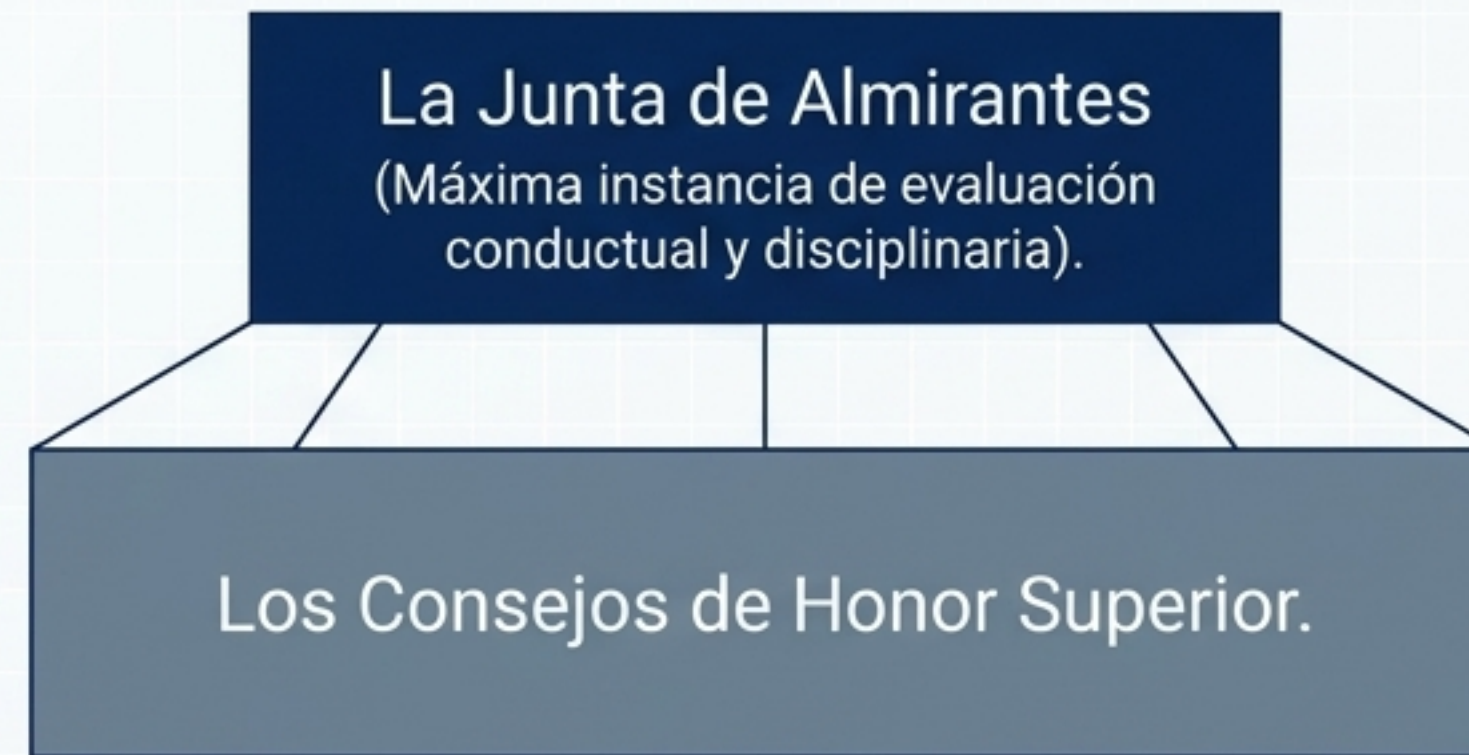 La Junta de Almirantes
(Máxima instancia de evaluación
conductual y disciplinaria).
Los Consejos de Honor Superior.